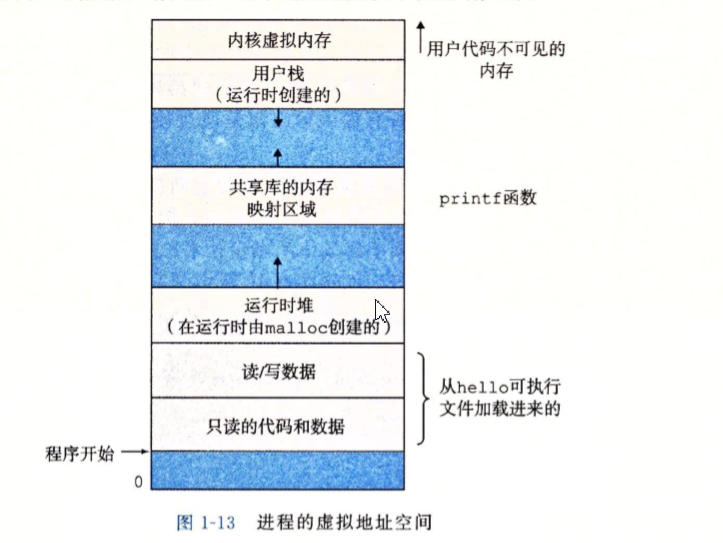 内核虚拟内存
用户代码不可见的
内存
用户栈
（运行时创建的）
共享库的内存
映射区域
printf函数
运行时堆
（在运行时由malloc创建的）
读/写数据
从hello可执行
文件加载进来的
只读的代码和数据
程序开始
0
图 1-13 进程的虚拟地址空间